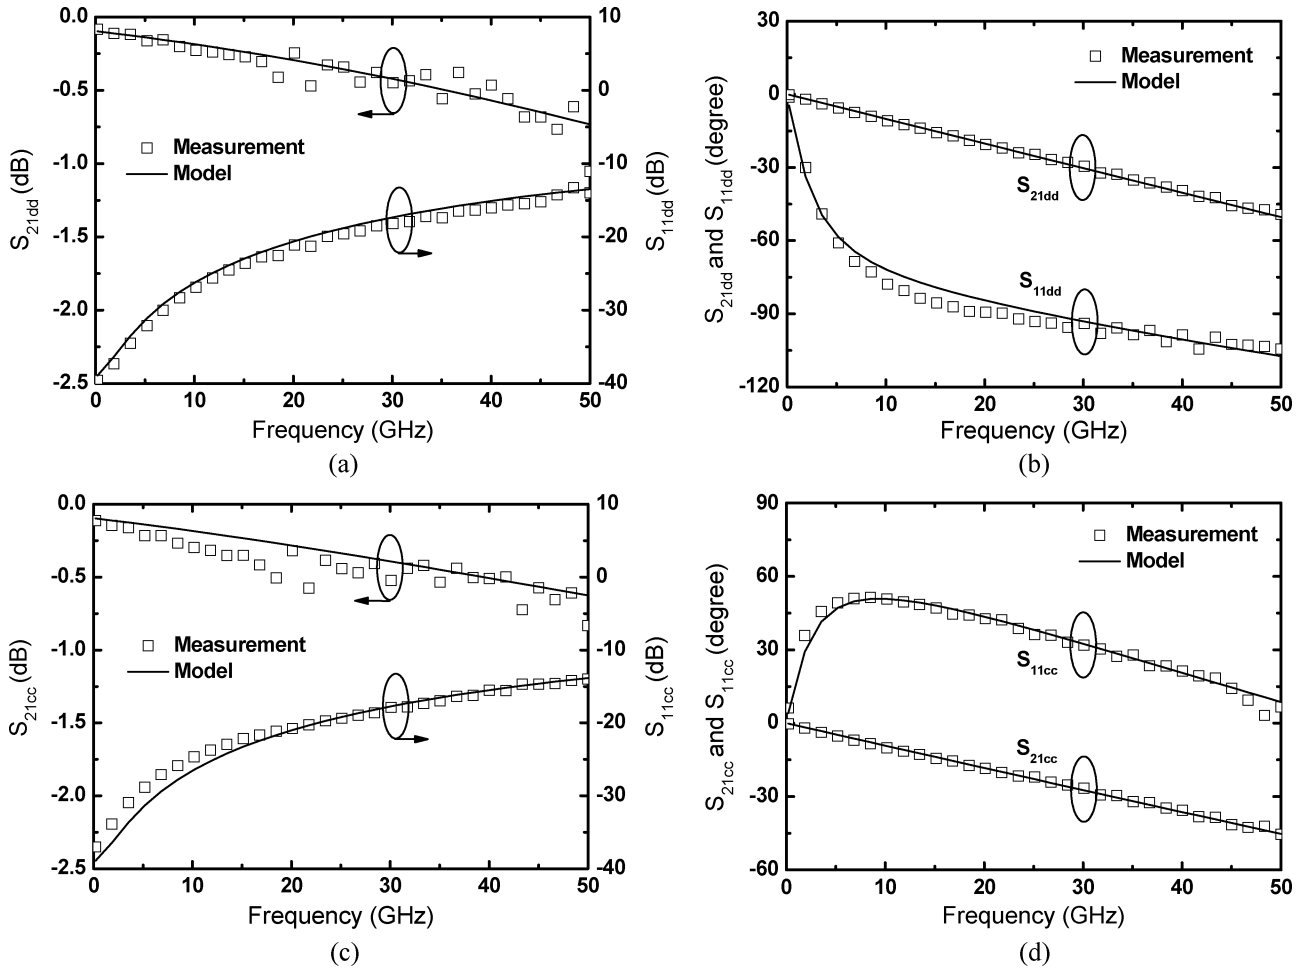 0.0
-0.5
-1.0
-1.5
-2.0
-2.5
S21dd (dB)
Measurement
Model
10
0
-10
-20
-30
-40
S11dd (dB)
0 10 20 30 40 50
Frequency (GHz)
(a)
30
0
-30
-60
-90
-120
S21dd and S11dd (degree)
Measurement
Model
S21dd
S11dd
0 10 20 30 40 50
Frequency (GHz)
(b)
0.0
-0.5
-1.0
-1.5
-2.0
-2.5
S21cc (dB)
Measurement
Model
10
0
-10
-20
-30
-40
S11cc (dB)
0 10 20 30 40 50
Frequency (GHz)
(c)
90
60
30
0
-30
-60
S21cc and S11cc (degree)
Measurement
Model
S11cc
S21cc
0 10 20 30 40 50
Frequency (GHz)
(d)